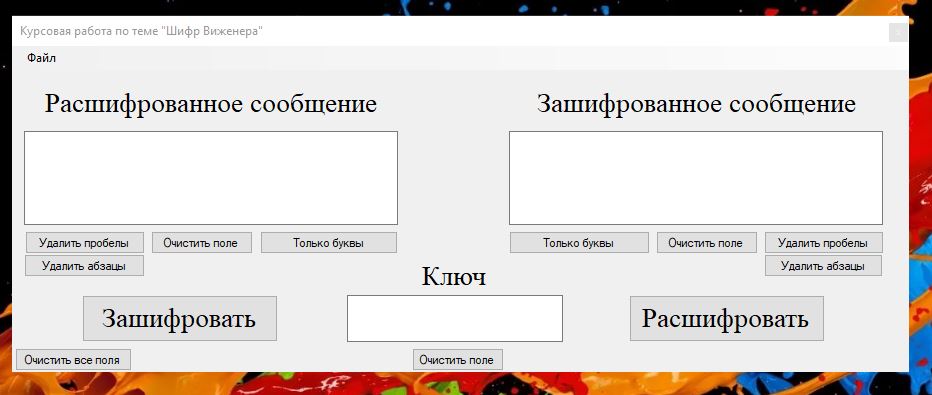 Курсовая работа по теме "Шифр Виженера"
Файл
Расшифрованное сообщение
Зашифрованное сообщение
Удалить пробелы
Очистить поле
Только буквы
Только буквы
Очистить поле
Удалить пробелы
Удалить абзацы
Удалить абзацы
Ключ
Зашифровать
Расшифровать
Очистить все поля
Очистить поле